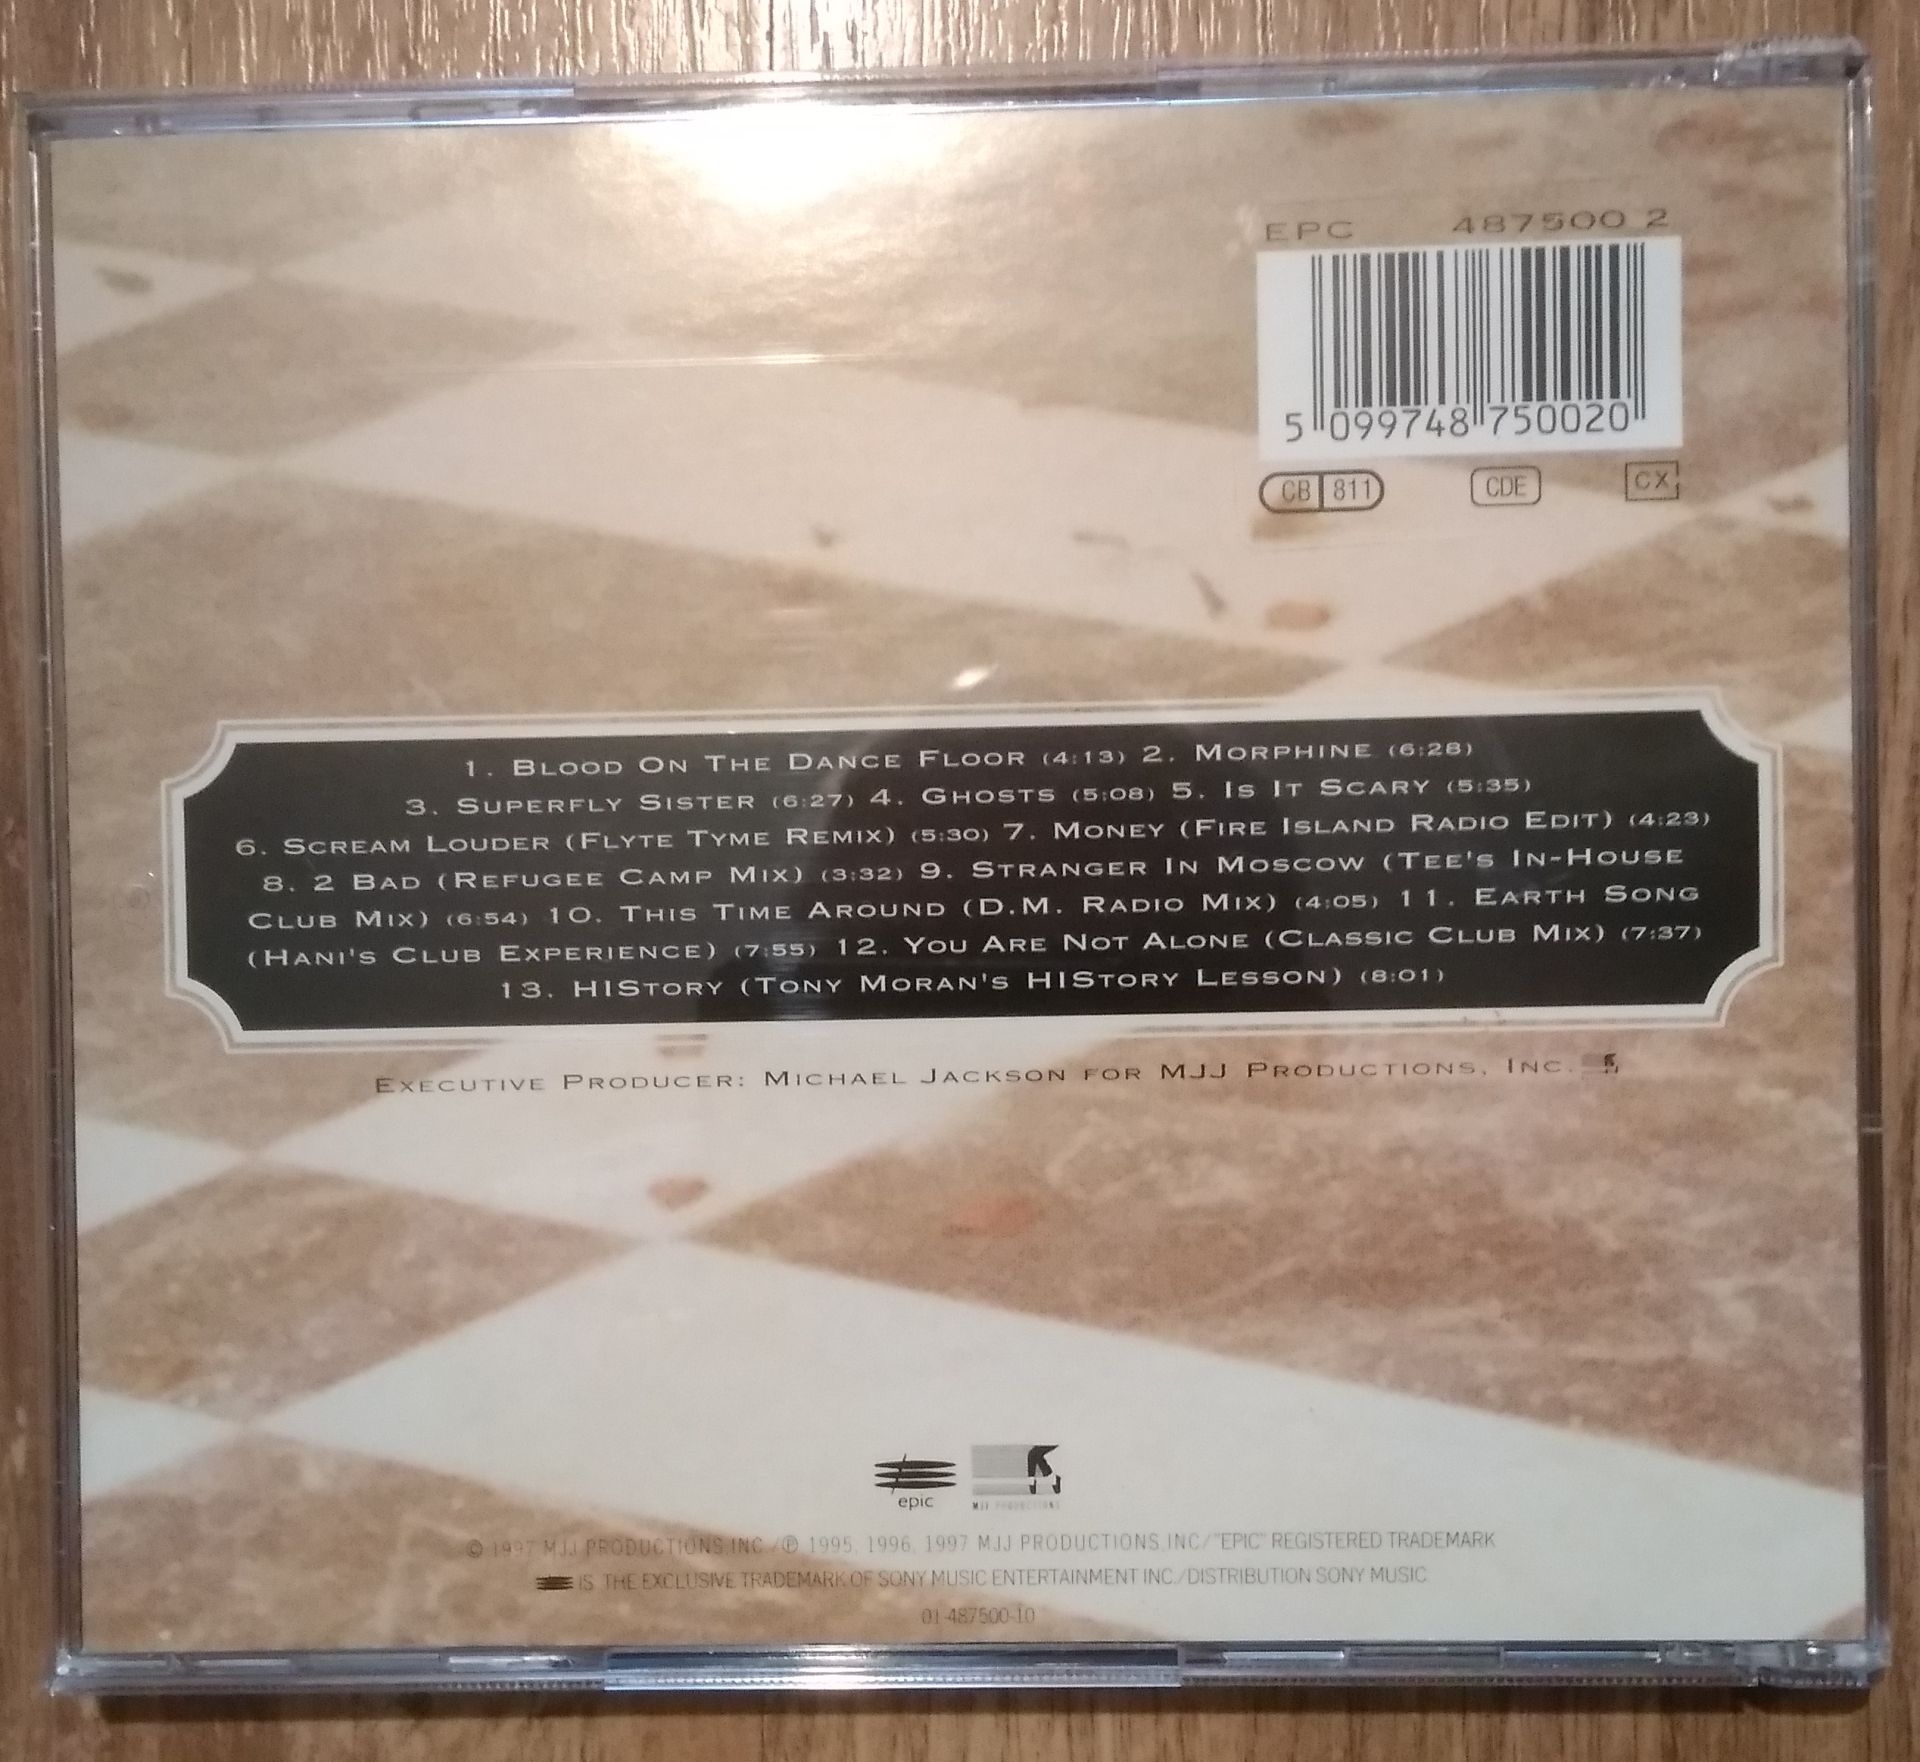 EPC 487500 2
5 099748 750020
CB 811 CDE CX
1. BLOOD ON THE DANCE FLOOR (4:13) 2. MORPHINE (6:28)
3. SUPERFLY SISTER (6:27) 4. GHOSTS (5:08) 5. IS IT SCARY (5:35)
6. SCREAM LOUDER (FLYTE TYME REMIX) (5:30) 7. MONEY (FIRE ISLAND RADIO EDIT) (4:23)
8. 2 BAD (REFUGEE CAMP MIX) (3:32) 9. STRANGER IN MOSCOW (TEE'S IN-HOUSE
CLUB MIX) (6:54) 10. THIS TIME AROUND (D.M. RADIO MIX) (4:05) 11. EARTH SONG
(HANI'S CLUB EXPERIENCE) (7:55) 12. YOU ARE NOT ALONE (CLASSIC CLUB MIX) (7:37)
13. HISTORY (TONY MORAN'S HISTORY LESSON) (8:01)
EXECUTIVE PRODUCER: MICHAEL JACKSON FOR MJJ PRODUCTIONS, INC.
epic MJJ PRODUCTIONS
© 1997 MJJ PRODUCTIONS,INC./℗ 1995, 1996, 1997 MJJ PRODUCTIONS,INC/"EPIC" REGISTERED TRADEMARK
IS THE EXCLUSIVE TRADEMARK OF SONY MUSIC ENTERTAINMENT INC./DISTRIBUTION SONY MUSIC
01-487500-10